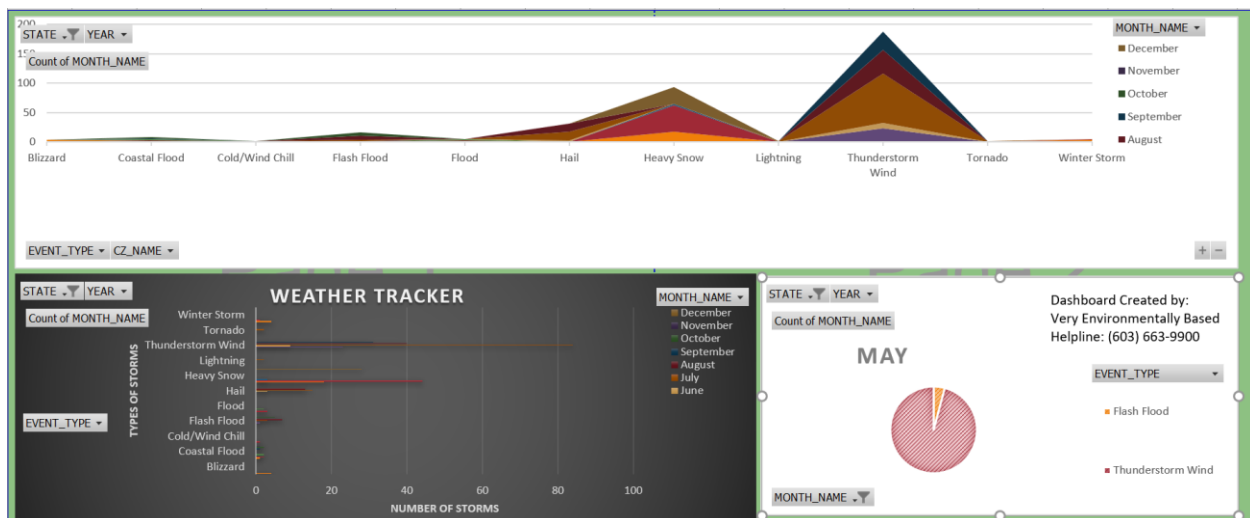 200
STATE YEAR
150
Count of MONTH_NAME
100
50
0
Blizzard
Coastal Flood
Cold/Wind Chill
Flash Flood
Flood
Hail
Heavy Snow
Lightning
Thunderstorm
Wind
Tornado
Winter Storm
MONTH_NAME
December
November
October
September
August
EVENT_TYPE CZ_NAME
+ −
STATE YEAR
Count of MONTH_NAME
WEATHER TRACKER
TYPES OF STORMS
Winter Storm
Tornado
Thunderstorm Wind
Lightning
Heavy Snow
Hail
Flood
Flash Flood
Cold/Wind Chill
Coastal Flood
Blizzard
EVENT_TYPE
0 20 40 60 80 100
NUMBER OF STORMS
MONTH_NAME
December
November
October
September
August
July
June
STATE YEAR
Count of MONTH_NAME
MAY
Dashboard Created by:
Very Environmentally Based
Helpline: (603) 663-9900
EVENT_TYPE
Flash Flood
Thunderstorm Wind
MONTH_NAME